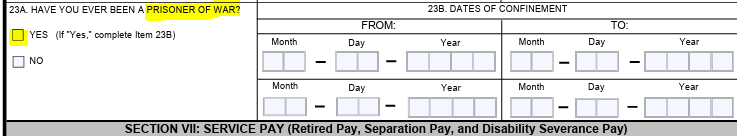 23A. HAVE YOU EVER BEEN A PRISONER OF WAR?
YES (If "Yes," complete Item 23B)
NO
23B. DATES OF CONFINEMENT
FROM: TO:
Month Day Year Month Day Year
– – – –
Month Day Year Month Day Year
– – – –
SECTION VII: SERVICE PAY (Retired Pay, Separation Pay, and Disability Severance Pay)